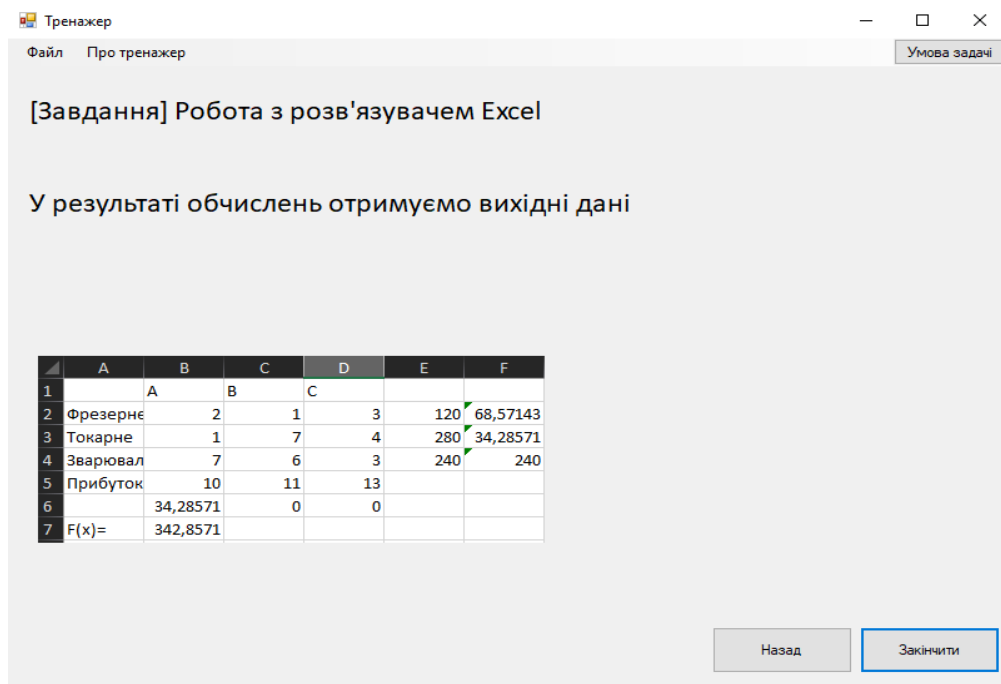 Тренажер
Файл Про тренажер Умова задачі
[Завдання] Робота з розв'язувачем Excel
У результаті обчислень отримуємо вихідні дані
A B C D E F
1 A B C
2 Фрезерне 2 1 3 120 68,57143
3 Токарне 1 7 4 280 34,28571
4 Зварювал 7 6 3 240 240
5 Прибуток 10 11 13
6 34,28571 0 0
7 F(x)= 342,8571
Назад Закінчити